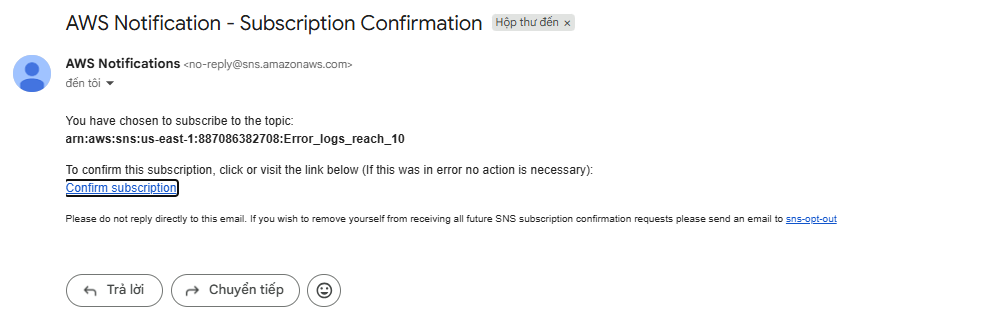 AWS Notification - Subscription Confirmation Hộp thư đến ×
AWS Notifications <no-reply@sns.amazonaws.com>
đến tôi
You have chosen to subscribe to the topic:
arn:aws:sns:us-east-1:887086382708:Error_logs_reach_10
To confirm this subscription, click or visit the link below (If this was in error no action is necessary):
Confirm subscription
Please do not reply directly to this email. If you wish to remove yourself from receiving all future SNS subscription confirmation requests please send an email to sns-opt-out
Trả lời Chuyển tiếp